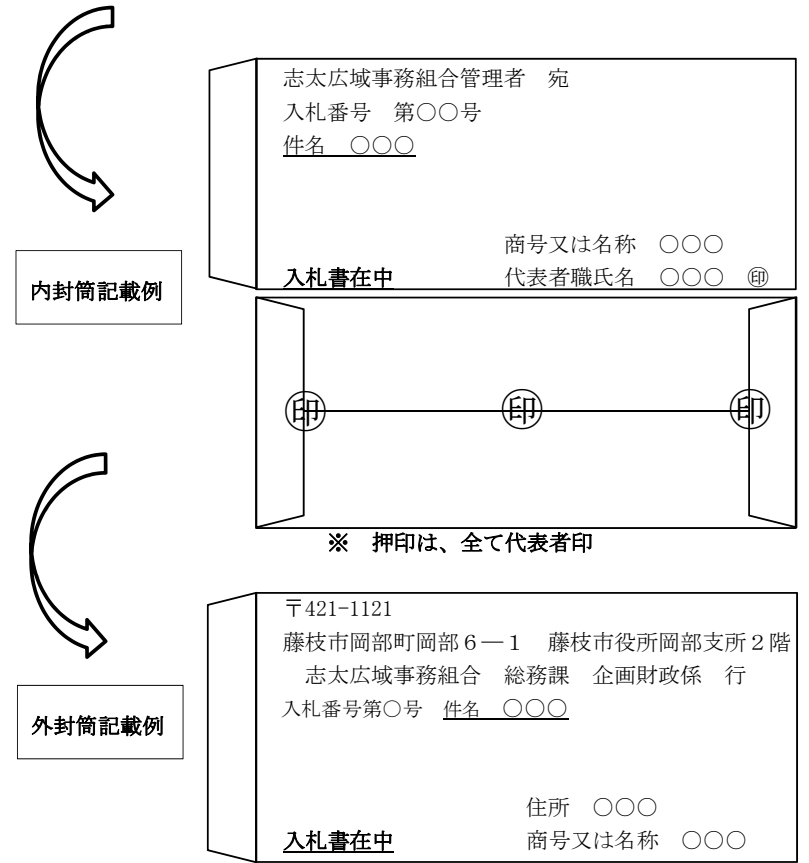 志太広域事務組合管理者　宛
入札番号　第○○号
件名　○○○
商号又は名称　○○○
入札書在中　代表者職氏名　○○○　㊞
内封筒記載例
印　印　印
※　押印は、全て代表者印
〒421-1121
藤枝市岡部町岡部６―１　藤枝市役所岡部支所２階
志太広域事務組合　総務課　企画財政係　行
入札番号第○号　件名　○○○
外封筒記載例
住所　○○○
入札書在中　商号又は名称　○○○